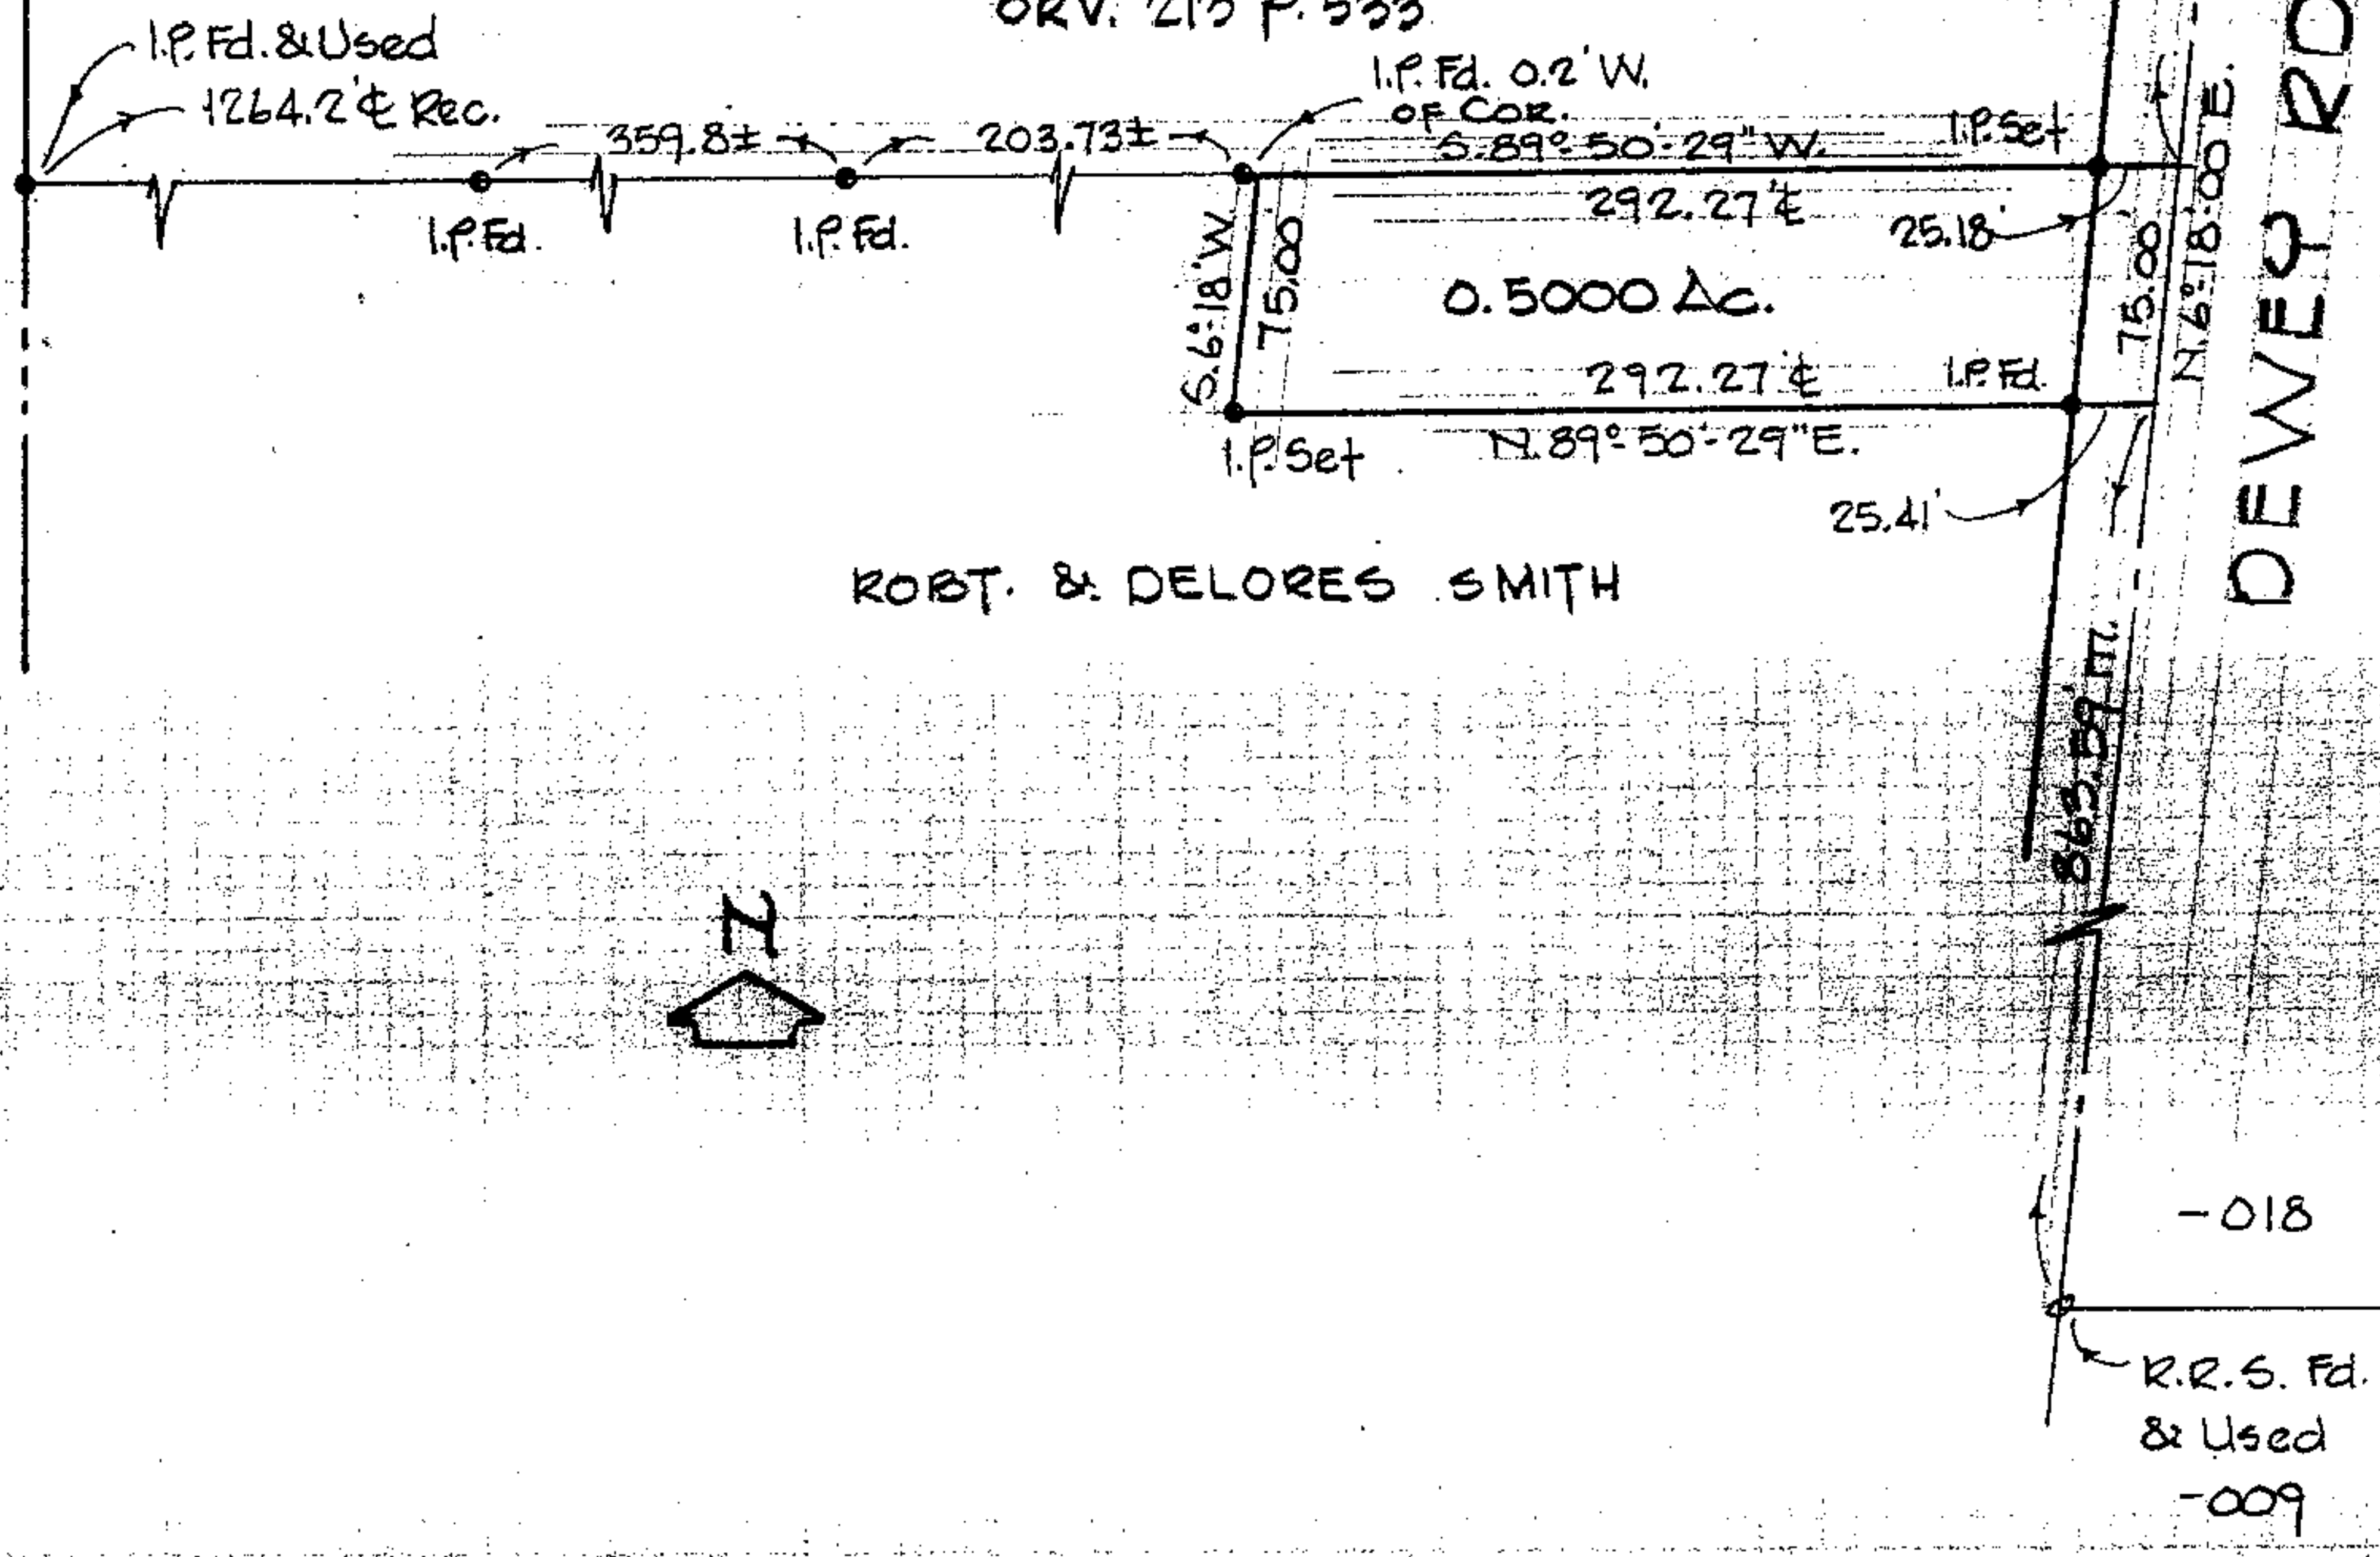 ORV. 213 P. 533
I.P. Fd. & Used
1264.2' ℄ Rec.
359.8±
203.73±
I.P. Fd. 0.2' W.
OF COR.
S. 89°-50'-29" W.
I.P. Set
292.27' ℄
25.18'
I.P. Fd.
I.P. Fd.
S. 6°-18' W.
75.00'
0.5000 Ac.
75.00'
N. 6°-18'-00 E.
DEWEY RD
292.27' ℄
I.P. Fd.
I.P. Set
N. 89°-50'-29" E.
25.41'
ROBT. & DELORES SMITH
863.59' m.
N
-018
R.R.S. Fd.
& Used
-009